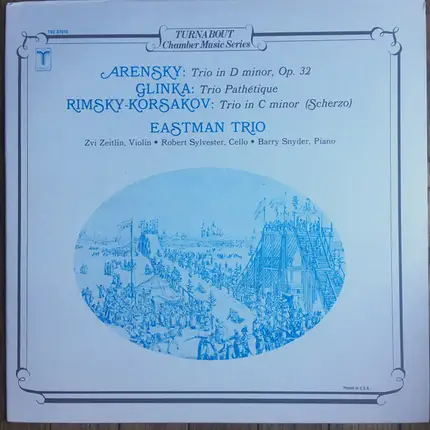 TURNABOUT
Chamber Music Series
ARENSKY: Trio in D minor, Op. 32
GLINKA: Trio Pathétique
RIMSKY-KORSAKOV: Trio in C minor (Scherzo)
EASTMAN TRIO
Zvi Zeitlin, Violin • Robert Sylvester, Cello • Barry Snyder, Piano